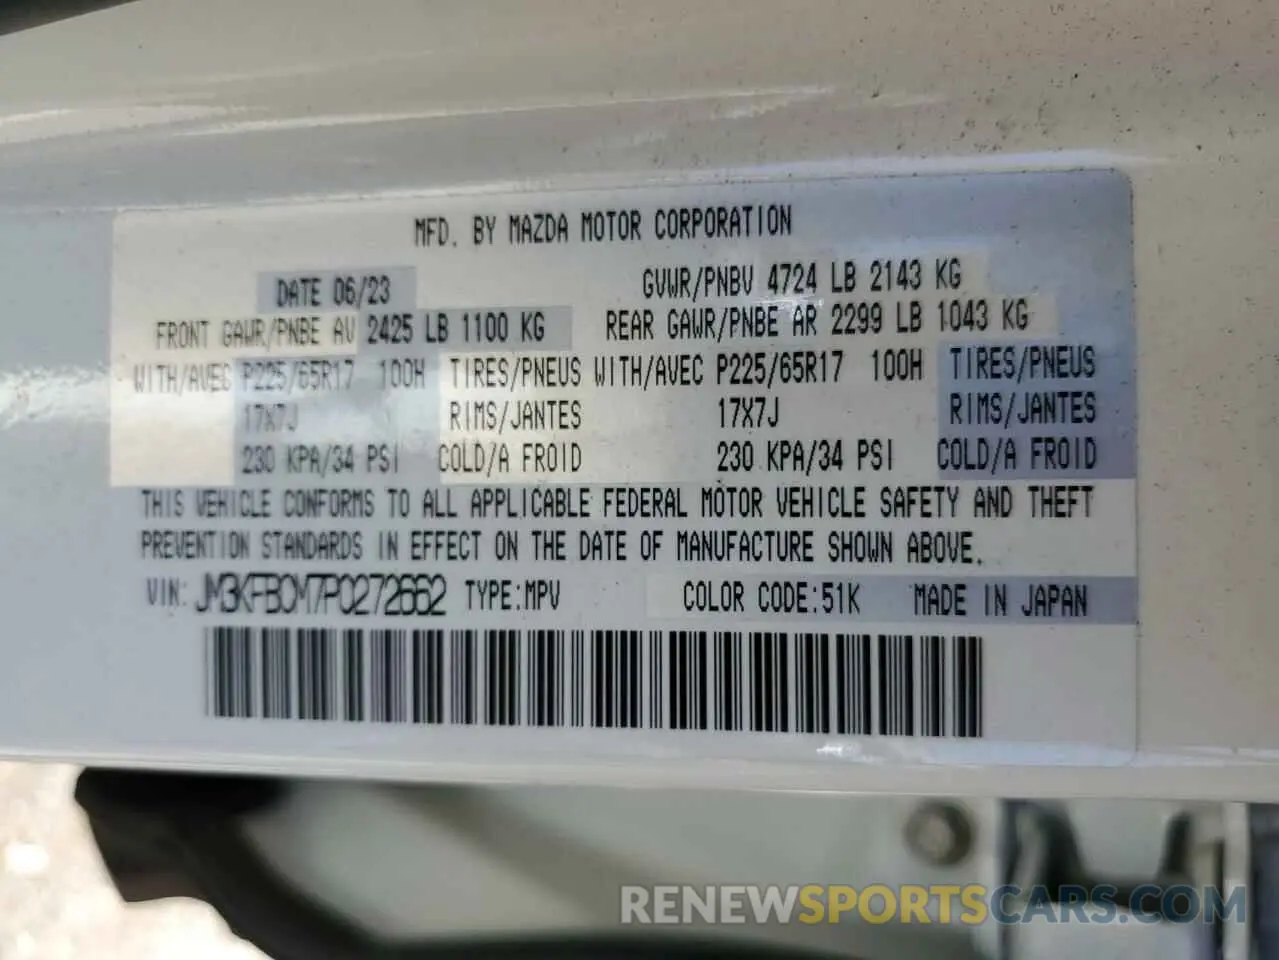 MFD. BY MAZDA MOTOR CORPORATION
DATE 06/23 GVWR/PNBV 4724 LB 2143 KG
FRONT GAWR/PNBE AV 2425 LB 1100 KG REAR GAWR/PNBE AR 2299 LB 1043 KG
WITH/AVEC P225/65R17 100H TIRES/PNEUS WITH/AVEC P225/65R17 100H TIRES/PNEUS
17X7J RIMS/JANTES 17X7J RIMS/JANTES
230 KPA/34 PSI COLD/A FROID 230 KPA/34 PSI COLD/A FROID
THIS VEHICLE CONFORMS TO ALL APPLICABLE FEDERAL MOTOR VEHICLE SAFETY AND THEFT
PREVENTION STANDARDS IN EFFECT ON THE DATE OF MANUFACTURE SHOWN ABOVE.
VIN: JM3KFBCM7P0272662 TYPE:MPV COLOR CODE:51K MADE IN JAPAN
RENEWSPORTSCARS.COM